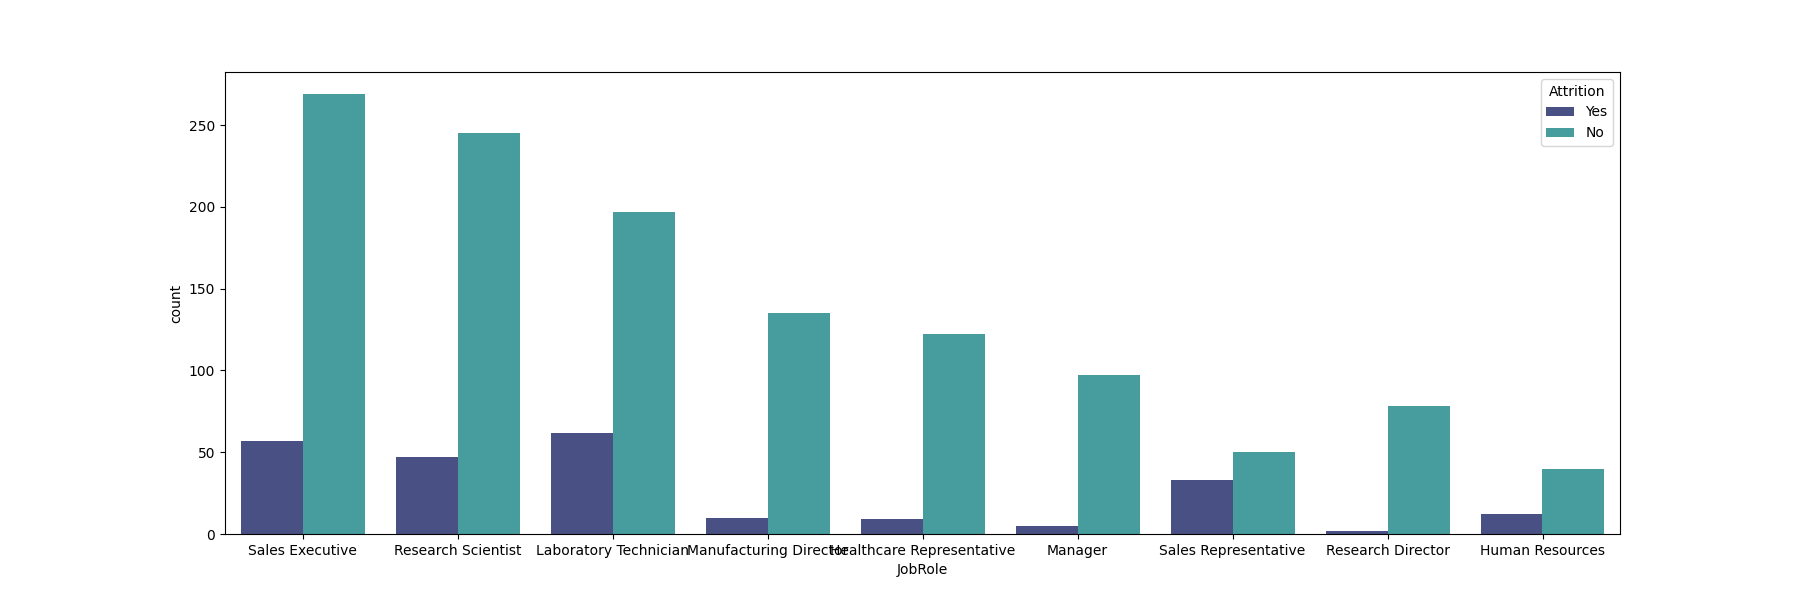 Attrition
Yes
No
250
200
150
100
50
0
count
Sales Executive
Research Scientist
Laboratory Technician
Manufacturing Director
Healthcare Representative
Manager
Sales Representative
Research Director
Human Resources
JobRole